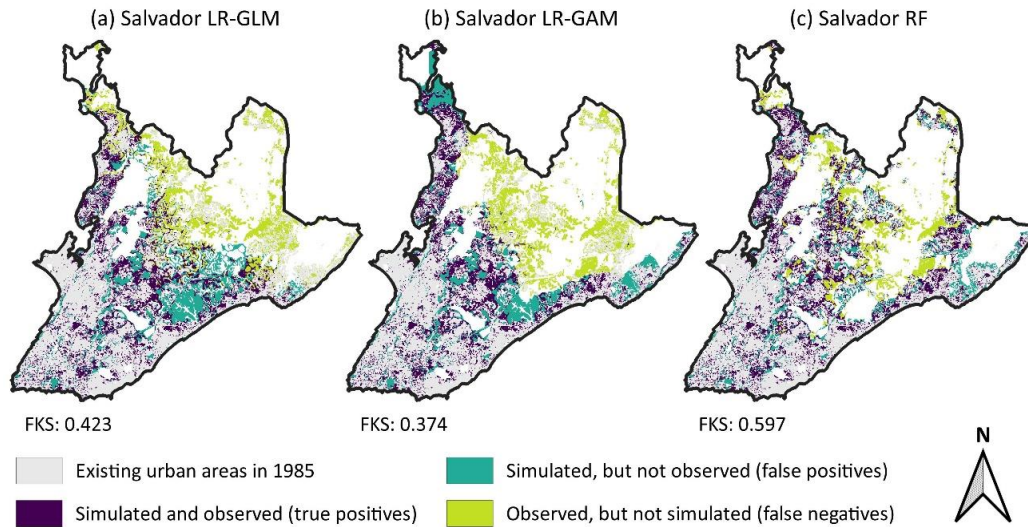 (a) Salvador LR-GLM
(b) Salvador LR-GAM
(c) Salvador RF
FKS: 0.423
FKS: 0.374
FKS: 0.597
Existing urban areas in 1985
Simulated, but not observed (false positives)
N
Simulated and observed (true positives)
Observed, but not simulated (false negatives)